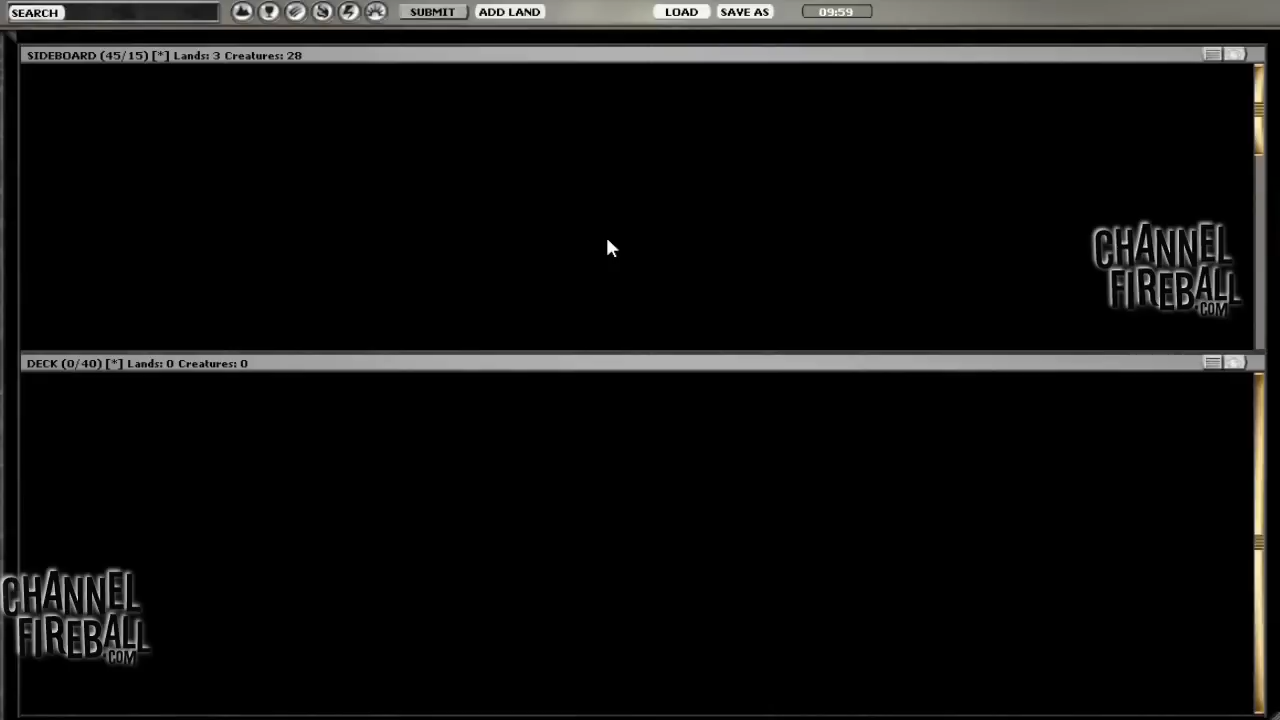 SEARCH SUBMIT ADD LAND LOAD SAVE AS 09:59
SIDEBOARD (45/15) [*] Lands: 3 Creatures: 28
CHANNEL
FIREBALL
.COM
DECK (0/40) [*] Lands: 0 Creatures: 0
CHANNEL
FIREBALL
.COM